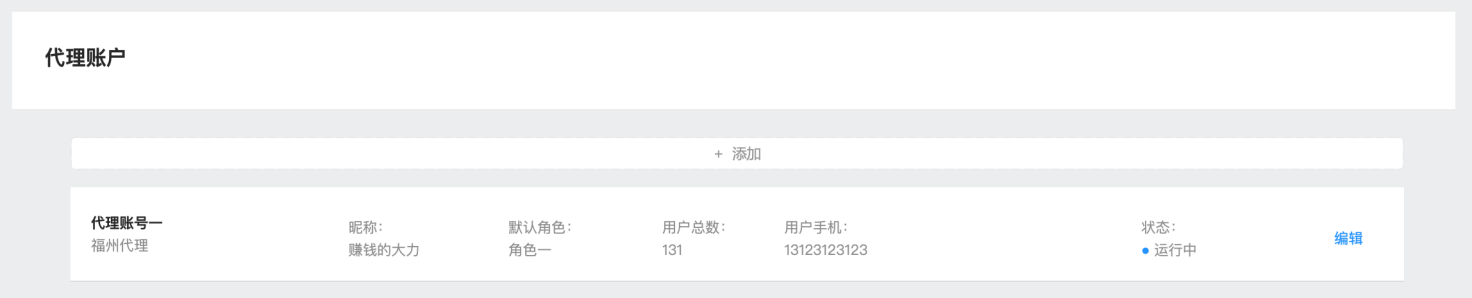 代理账户
+ 添加
代理账号一
福州代理
昵称：
赚钱的大力
默认角色：
角色一
用户总数：
131
用户手机：
13123123123
状态：
运行中
编辑